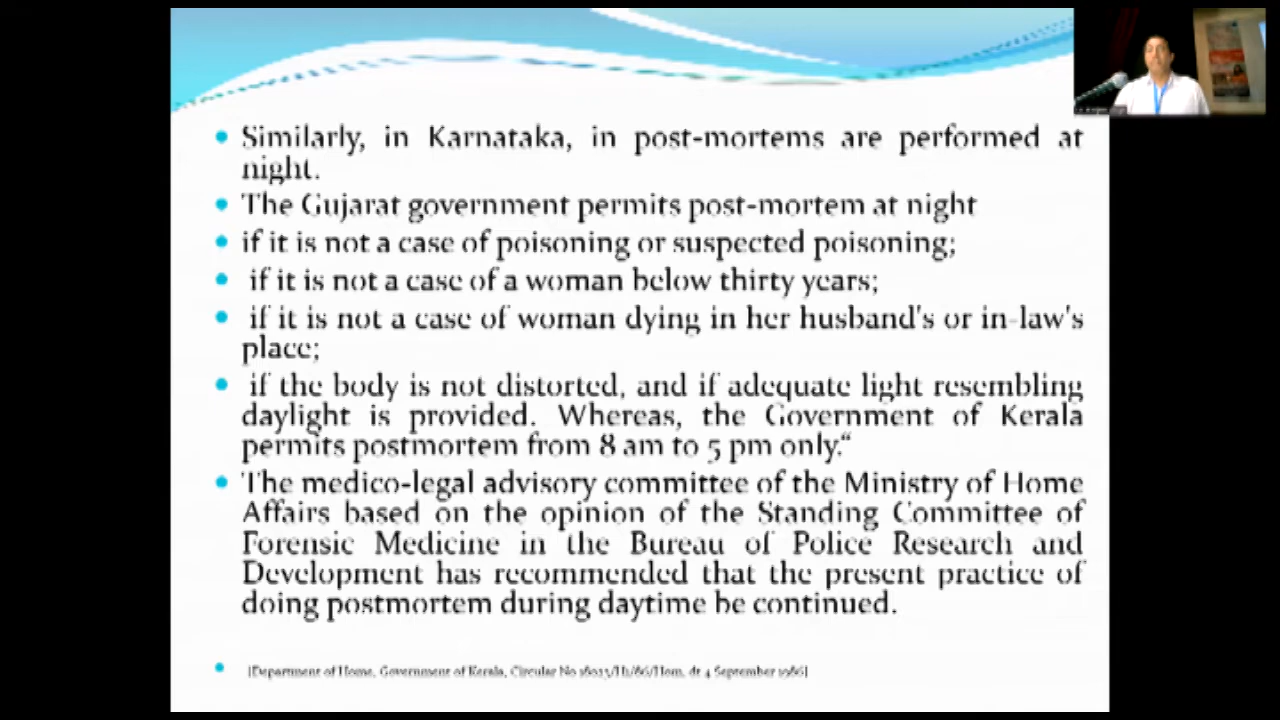 Similarly, in Karnataka, in post-mortems are performed at
night.
The Gujarat government permits post-mortem at night
if it is not a case of poisoning or suspected poisoning;
if it is not a case of a woman below thirty years;
if it is not a case of woman dying in her husband's or in-law's
place;
if the body is not distorted, and if adequate light resembling
daylight is provided. Whereas, the Government of Kerala
permits postmortem from 8 am to 5 pm only.“
The medico-legal advisory committee of the Ministry of Home
Affairs based on the opinion of the Standing Committee of
Forensic Medicine in the Bureau of Police Research and
Development has recommended that the present practice of
doing postmortem during daytime be continued.
[Department of Home, Government of Kerala, Circular No dt 4 September 1986]